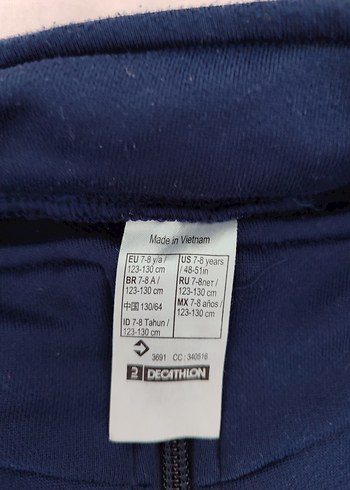 Made in Vietnam
EU 7-8 y/a /
123-130 cm
BR 7-8 A /
123-130 cm
中国 130/64
ID 7-8 Tahun /
123-130 cm
US 7-8 years
/ 48-51in
RU 7-8лет /
123-130 cm
MX 7-8 años /
123-130 cm
3691 CC : 340516
2 DECATHLON